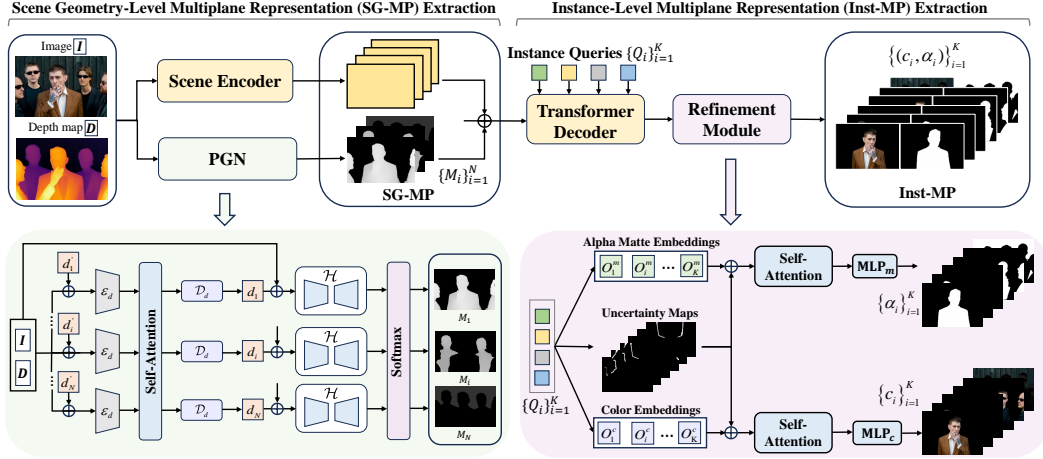 Scene Geometry-Level Multiplane Representation (SG-MP) Extraction
Instance-Level Multiplane Representation (Inst-MP) Extraction
Image I
Depth map D
Scene Encoder
PGN
{M_i}_{i=1}^N
SG-MP
Instance Queries {Q_i}_{i=1}^K
Transformer
Decoder
Refinement
Module
{(c_i, α_i)}_{i=1}^K
Inst-MP
I
D
d_1^'
d_i^'
d_N^'
ε_d
ε_d
ε_d
Self-Attention
𝒟_d
𝒟_d
𝒟_d
d_1
d_i
d_N
ℋ
ℋ
ℋ
Softmax
M_1
M_i
M_N
{Q_i}_{i=1}^K
Alpha Matte Embeddings
O_1^m O_i^m ... O_K^m
Uncertainty Maps
Color Embeddings
O_1^c O_i^c ... O_K^c
Self-
Attention
MLP_m
{α_i}_{i=1}^K
Self-
Attention
MLP_c
{c_i}_{i=1}^K